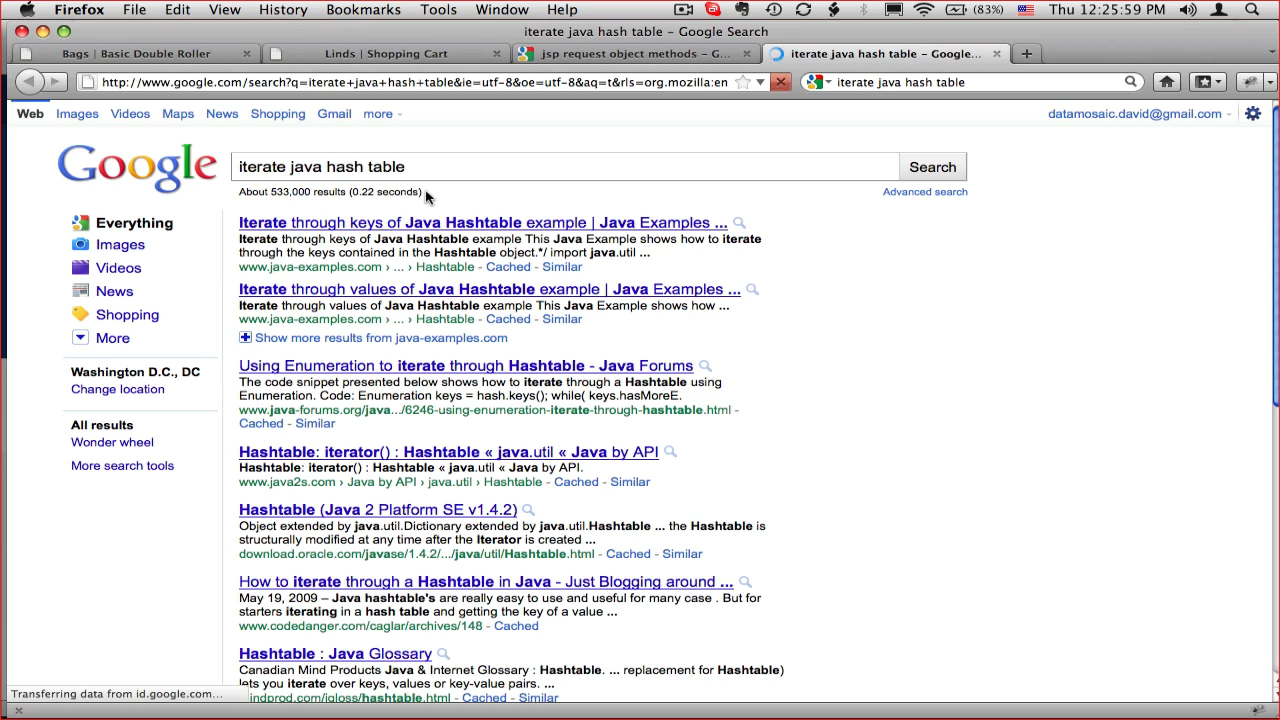 Firefox File Edit View History Bookmarks Tools Window Help (83%) Thu 12:25:59 PM
iterate java hash table - Google Search
Bags | Basic Double Roller Linds | Shopping Cart jsp request object methods - G... iterate java hash table - Google...
http://www.google.com/search?q=iterate+java+hash+table&ie=utf-8&oe=utf-8&aq=t&rls=org.mozilla:en iterate java hash table
Web Images Videos Maps News Shopping Gmail more datamosaic.david@gmail.com
Google iterate java hash table Search
About 533,000 results (0.22 seconds) Advanced search
Everything
Images
Videos
News
Shopping
More
Washington D.C., DC
Change location
All results
Wonder wheel
More search tools
Iterate through keys of Java Hashtable example | Java Examples ...
Iterate through keys of Java Hashtable example This Java Example shows how to iterate
through the keys contained in the Hashtable object.*/ import java.util ...
www.java-examples.com › ... › Hashtable - Cached - Similar
Iterate through values of Java Hashtable example | Java Examples ...
Iterate through values of Java Hashtable example This Java Example shows how ...
www.java-examples.com › ... › Hashtable - Cached - Similar
Show more results from java-examples.com
Using Enumeration to iterate through Hashtable - Java Forums
The code snippet presented below shows how to iterate through a Hashtable using
Enumeration. Code: Enumeration keys = hash.keys(); while( keys.hasMoreE.
www.java-forums.org/java.../6246-using-enumeration-iterate-through-hashtable.html -
Cached - Similar
Hashtable: iterator() : Hashtable « java.util « Java by API
Hashtable: iterator() : Hashtable « java.util « Java by API.
www.java2s.com › Java by API › java.util › Hashtable - Cached - Similar
Hashtable (Java 2 Platform SE v1.4.2)
Object extended by java.util.Dictionary extended by java.util.Hashtable ... the Hashtable is
structurally modified at any time after the Iterator is created ...
download.oracle.com/javase/1.4.2/.../java/util/Hashtable.html - Cached - Similar
How to iterate through a Hashtable in Java - Just Blogging around ...
May 19, 2009 – Java hashtable's are really easy to use and useful for many case . But for
starters iterating in a hash table and getting the key of a value ...
www.codedanger.com/caglar/archives/148 - Cached
Hashtable : Java Glossary
Canadian Mind Products Java & Internet Glossary : Hashtable. ... replacement for Hashtable)
lets you iterate over keys, values or key-value pairs. ...
indprod.com/jgloss/hashtable.html - Cached - Similar
Transferring data from id.google.com...